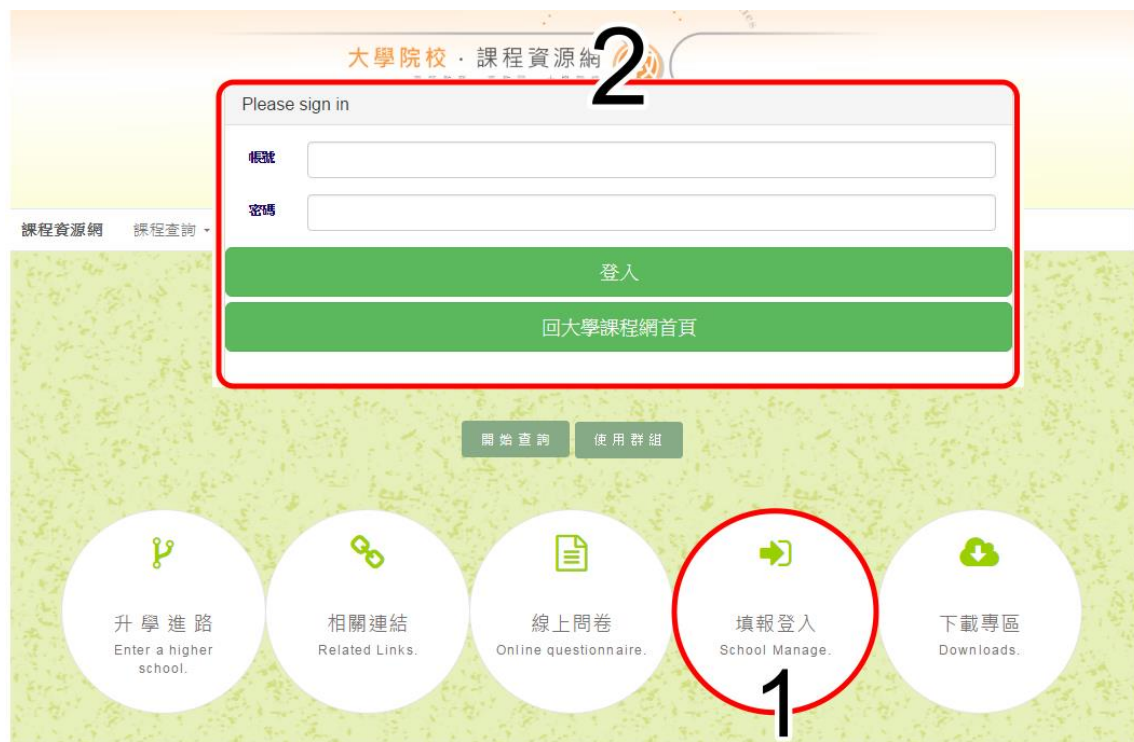 大學院校·課程資源網
2
Please sign in
帳號
密碼
課程資源網 課程查詢
登入
回大學課程網首頁
開始查詢 使用群組
升學進路
Enter a higher
school.
相關連結
Related Links.
線上問卷
Online questionnaire.
填報登入
School Manage.
1
下載專區
Downloads.